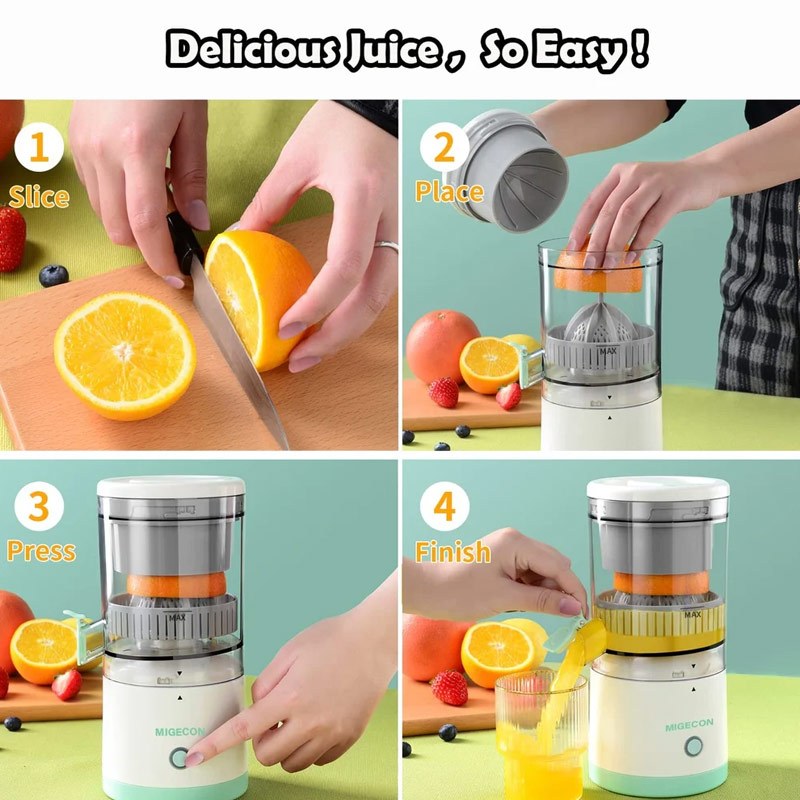 Delicious Juice, So Easy!
1
Slice
2
Place
MAX
3
Press
MAX
MIGECON
4
Finish
MAX
MIGECON